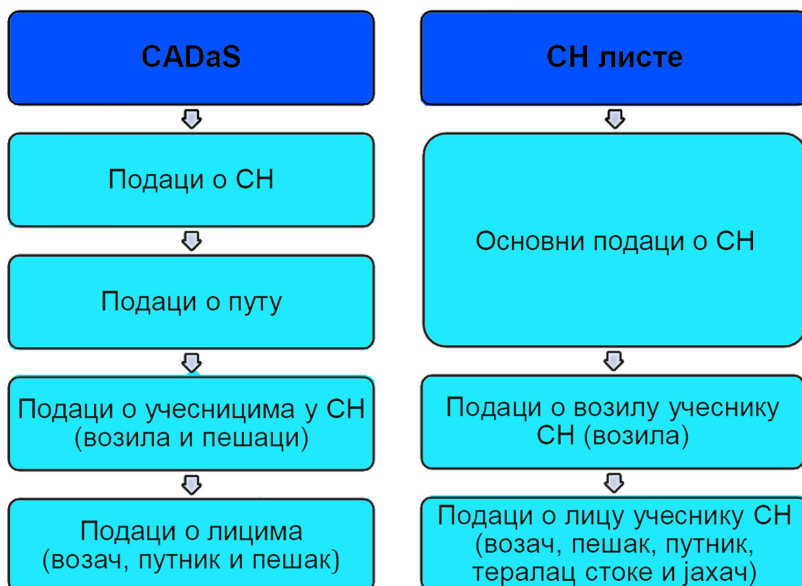 CADaS
Подаци о СН
Подаци о путу
Подаци о учесницима у СН
(возила и пешаци)
Подаци о лицима
(возач, путник и пешак)
СН листе
Основни подаци о СН
Подаци о возилу учеснику
СН (возила)
Подаци о лицу учеснику СН
(возач, пешак, путник,
тералац стоке и јахач)